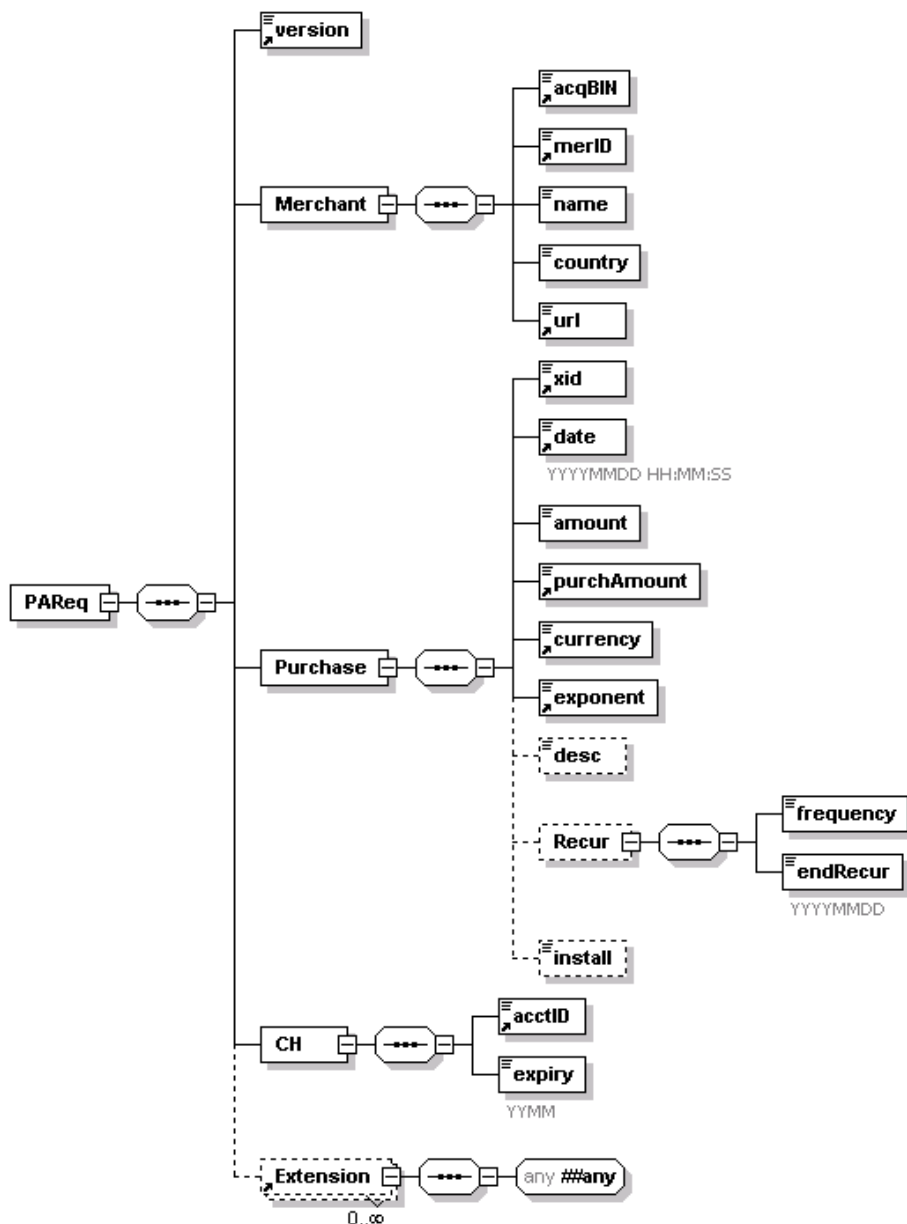 version
acqBIN
merID
Merchant
name
country
url
xid
date
YYYYMMDD HH:MM:SS
amount
purchAmount
PAReq
currency
Purchase
exponent
desc
frequency
Recur
endRecur
YYYYMMDD
install
acctID
CH
expiry
YYMM
Extension
any ##any
0..∞